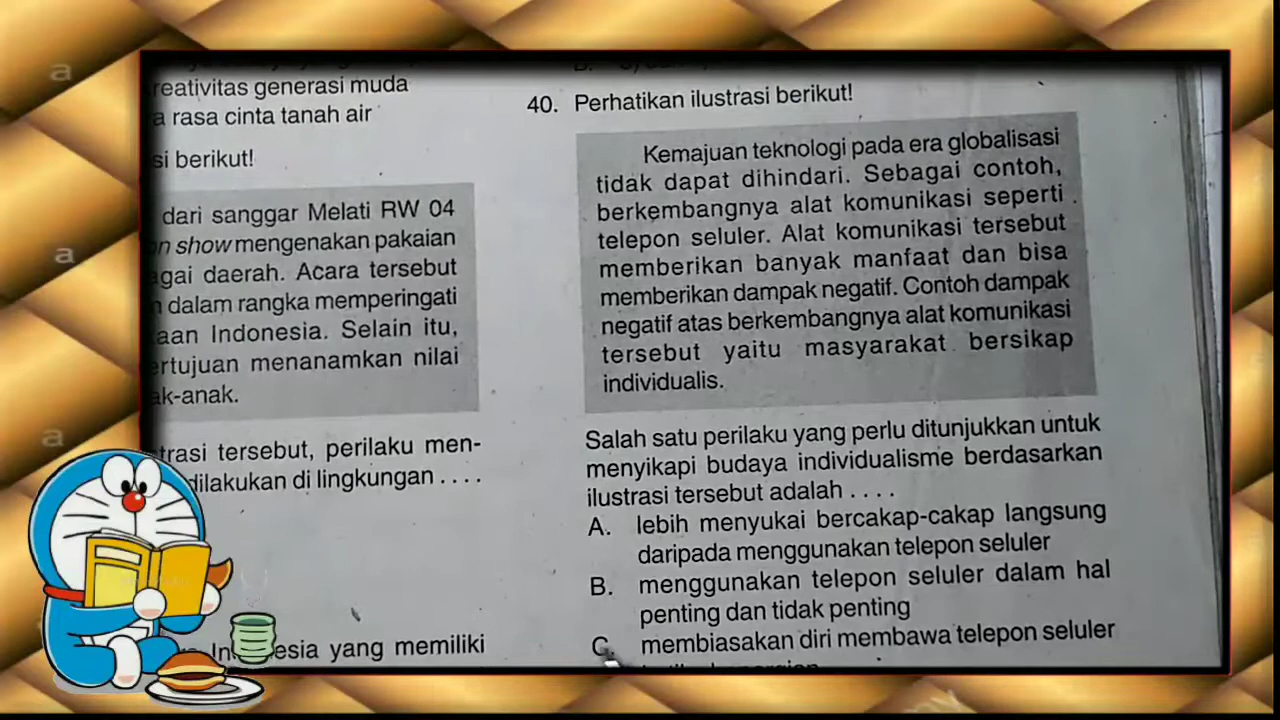 reativitas generasi muda
a rasa cinta tanah air
si berikut!
dari sanggar Melati RW 04
on show mengenakan pakaian
agai daerah. Acara tersebut
dalam rangka memperingati
aan Indonesia. Selain itu,
ertujuan menanamkan nilai
ak-anak.
trasi tersebut, perilaku men-
dilakukan di lingkungan . . . .
esia yang memiliki
40. Perhatikan ilustrasi berikut!
Kemajuan teknologi pada era globalisasi
tidak dapat dihindari. Sebagai contoh,
berkembangnya alat komunikasi seperti
telepon seluler. Alat komunikasi tersebut
memberikan banyak manfaat dan bisa
memberikan dampak negatif. Contoh dampak
negatif atas berkembangnya alat komunikasi
tersebut yaitu masyarakat bersikap
individualis.
Salah satu perilaku yang perlu ditunjukkan untuk
menyikapi budaya individualisme berdasarkan
ilustrasi tersebut adalah . . . .
A. lebih menyukai bercakap-cakap langsung
daripada menggunakan telepon seluler
B. menggunakan telepon seluler dalam hal
penting dan tidak penting
C. membiasakan diri membawa telepon seluler